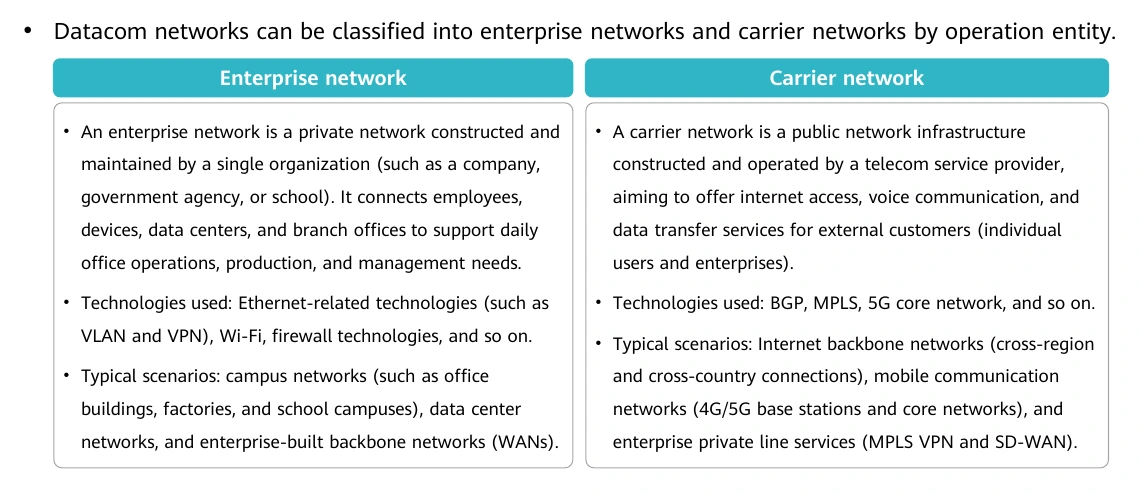 • Datacom networks can be classified into enterprise networks and carrier networks by operation entity.
Enterprise network
• An enterprise network is a private network constructed and
maintained by a single organization (such as a company,
government agency, or school). It connects employees,
devices, data centers, and branch offices to support daily
office operations, production, and management needs.
• Technologies used: Ethernet-related technologies (such as
VLAN and VPN), Wi-Fi, firewall technologies, and so on.
• Typical scenarios: campus networks (such as office
buildings, factories, and school campuses), data center
networks, and enterprise-built backbone networks (WANs).
Carrier network
• A carrier network is a public network infrastructure
constructed and operated by a telecom service provider,
aiming to offer internet access, voice communication, and
data transfer services for external customers (individual
users and enterprises).
• Technologies used: BGP, MPLS, 5G core network, and so on.
• Typical scenarios: Internet backbone networks (cross-region
and cross-country connections), mobile communication
networks (4G/5G base stations and core networks), and
enterprise private line services (MPLS VPN and SD-WAN).